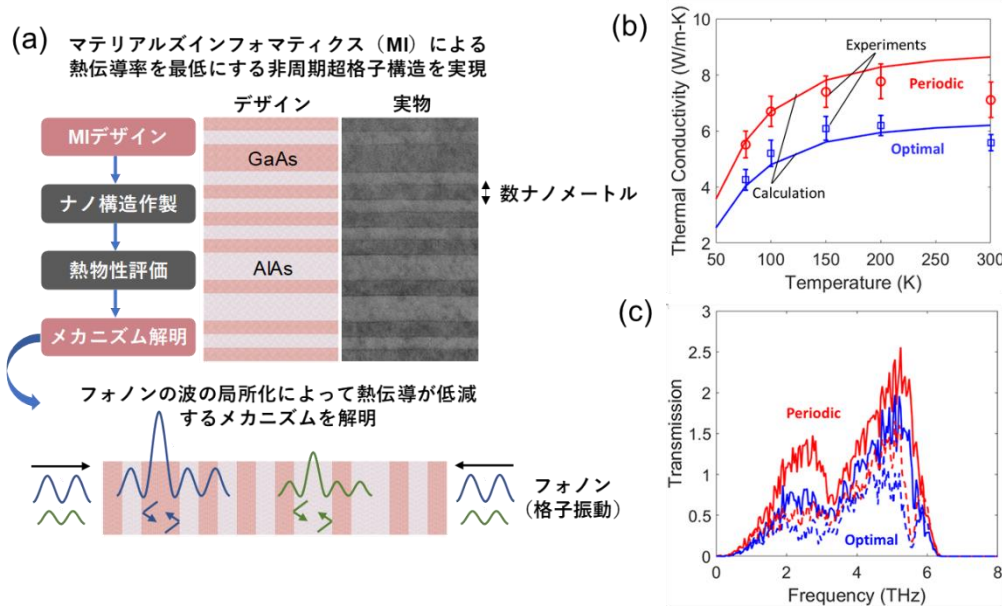 (a)
マテリアルズインフォマティクス（MI）による
熱伝導率を最低にする非周期超格子構造を実現
デザイン
実物
MIデザイン
ナノ構造作製
熱物性評価
メカニズム解明
GaAs
AlAs
数ナノメートル
フォノンの波の局所化によって熱伝導が低減
するメカニズムを解明
フォノン
（格子振動）
(b)
Thermal Conductivity (W/m-K)
10
8
6
4
2
Experiments
Periodic
Optimal
Calculation
50
100
150
200
250
300
Temperature (K)
(c)
Transmission
3
2.5
2
1.5
1
0.5
0
Periodic
Optimal
0
2
4
6
8
Frequency (THz)